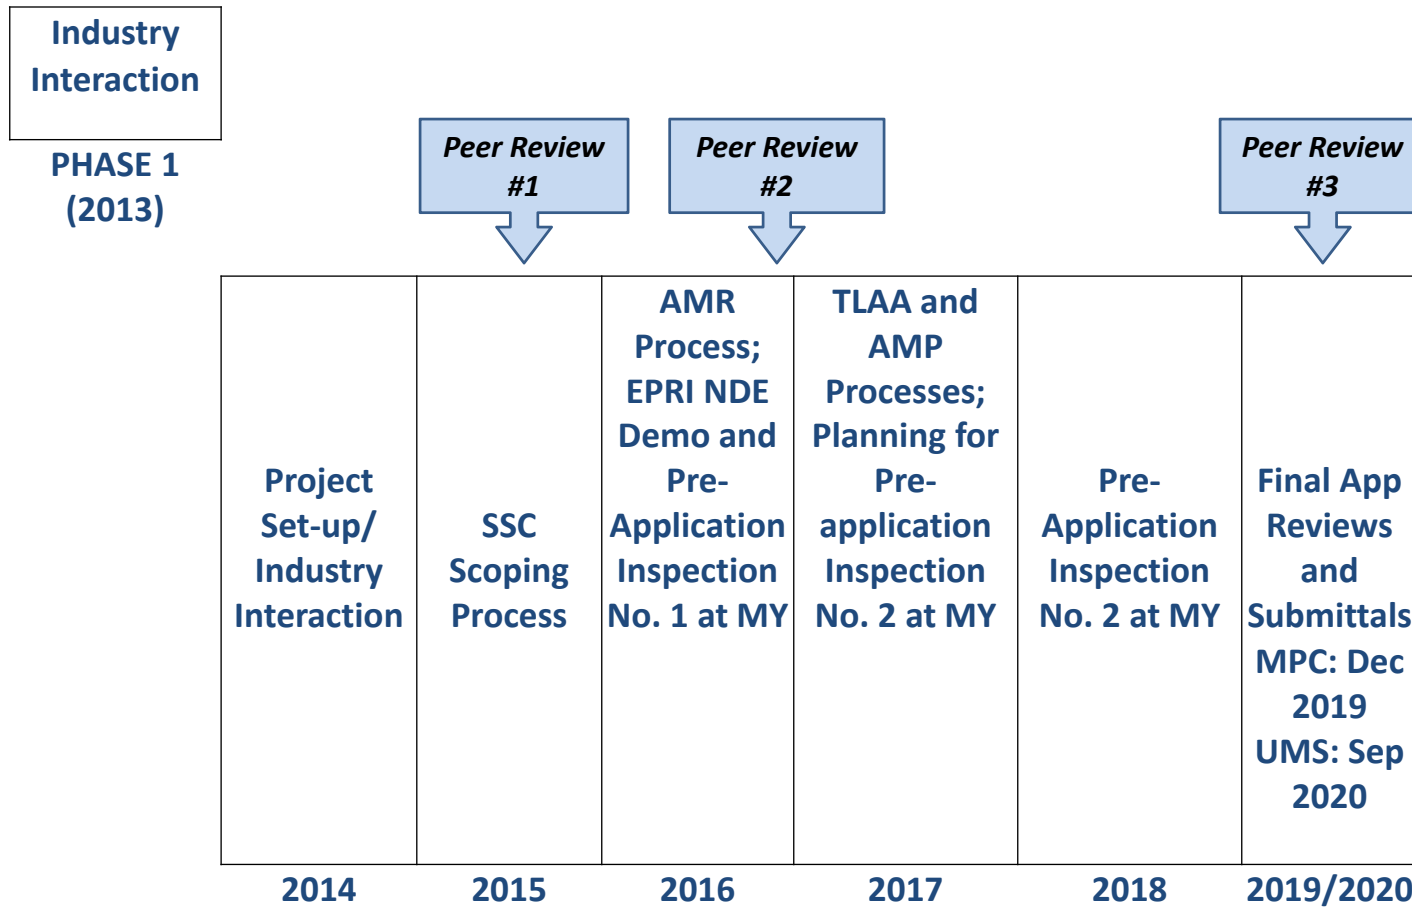 Industry
Interaction
PHASE 1
(2013)
Peer Review
#1
Peer Review
#2
Peer Review
#3
Project
Set-up/
Industry
Interaction
SSC
Scoping
Process
AMR
Process;
EPRI NDE
Demo and
Pre-
Application
Inspection
No. 1 at MY
TLAA and
AMP
Processes;
Planning for
Pre-
application
Inspection
No. 2 at MY
Pre-
Application
Inspection
No. 2 at MY
Final App
Reviews
and
Submittals
MPC: Dec
2019
UMS: Sep
2020
2014
2015
2016
2017
2018
2019/2020